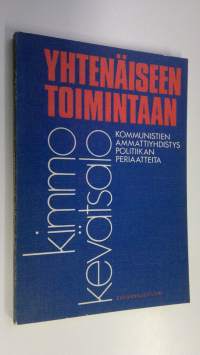 YHTENÄISEEN
TOIMINTAAN
KOMMUNISTIEN
AMMATTIYHDISTYS
POLITIIKAN
PERIAATTEITA
kimmo
kevätsalo